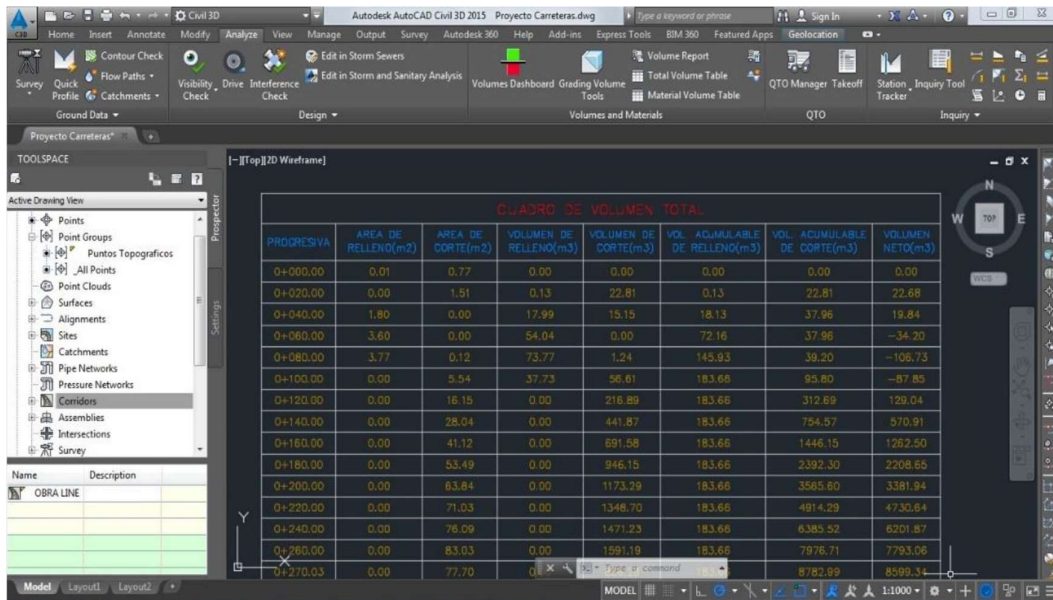 Civil 3D Autodesk AutoCAD Civil 3D 2015 Proyecto Carreteras.dwg Type a keyword or phrase Sign In
Home Insert Annotate Modify Analyze View Manage Output Survey Autodesk 360 Help Add-ins Express Tools BIM 360 Featured Apps Geolocation
Survey Quick Profile Contour Check Flow Paths Catchments
Visibility Check Drive Interference Check Edit in Storm Sewers Edit in Storm and Sanitary Analysis
Volumes Dashboard Grading Volume Tools Volume Report Total Volume Table Material Volume Table
QTO Manager Takeoff Station Tracker Inquiry Tool
Ground Data Design Volumes and Materials QTO Inquiry
Proyecto Carreteras*
TOOLSPACE
Active Drawing View
Points
Point Groups
Puntos Topograficos
_All Points
Point Clouds
Surfaces
Alignments
Sites
Catchments
Pipe Networks
Pressure Networks
Corridors
Assemblies
Intersections
Survey
Prospector
Settings
Name Description
OBRA LINE
[−][Top][2D Wireframe]
N
W TOP E
S
WCS
CUADRO DE VOLUMEN TOTAL
PROGRESIVA AREA DE RELLENO(m2) AREA DE CORTE(m2) VOLUMEN DE RELLENO(m3) VOLUMEN DE CORTE(m3) VOL. ACUMULABLE DE RELLENO(m3) VOL. ACUMULABLE DE CORTE(m3) VOLUMEN NETO(m3)
0+000.00 0.01 0.77 0.00 0.00 0.00 0.00 0.00
0+020.00 0.00 1.51 0.13 22.81 0.13 22.81 22.68
0+040.00 1.80 0.00 17.99 15.15 18.13 37.96 19.84
0+060.00 3.60 0.00 54.04 0.00 72.16 37.96 −34.20
0+080.00 3.77 0.12 73.77 1.24 145.93 39.20 −106.73
0+100.00 0.00 5.54 37.73 56.61 183.66 95.80 −87.85
0+120.00 0.00 16.15 0.00 216.89 183.66 312.69 129.04
0+140.00 0.00 28.04 0.00 441.87 183.66 754.57 570.91
0+160.00 0.00 41.12 0.00 691.58 183.66 1446.15 1262.50
0+180.00 0.00 53.49 0.00 946.15 183.66 2392.30 2208.65
0+200.00 0.00 63.84 0.00 1173.29 183.66 3565.60 3381.94
0+220.00 0.00 71.03 0.00 1348.70 183.66 4914.29 4730.64
0+240.00 0.00 76.09 0.00 1471.23 183.66 6385.52 6201.87
0+260.00 0.00 83.03 0.00 1591.19 183.66 7976.71 7793.06
0+270.03 0.00 77.70 8782.99 8599.34
Y
X
Type a command
Model Layout1 Layout2 MODEL 1:1000